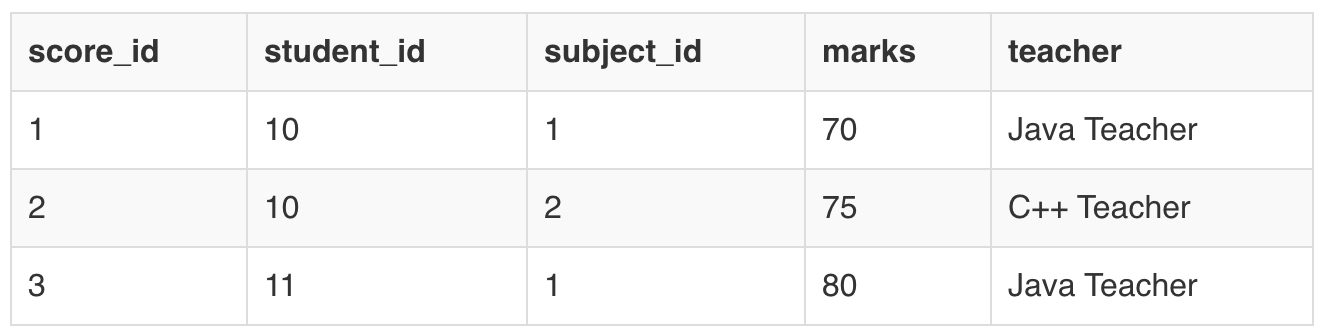 score_id student_id subject_id marks teacher
1 10 1 70 Java Teacher
2 10 2 75 C++ Teacher
3 11 1 80 Java Teacher